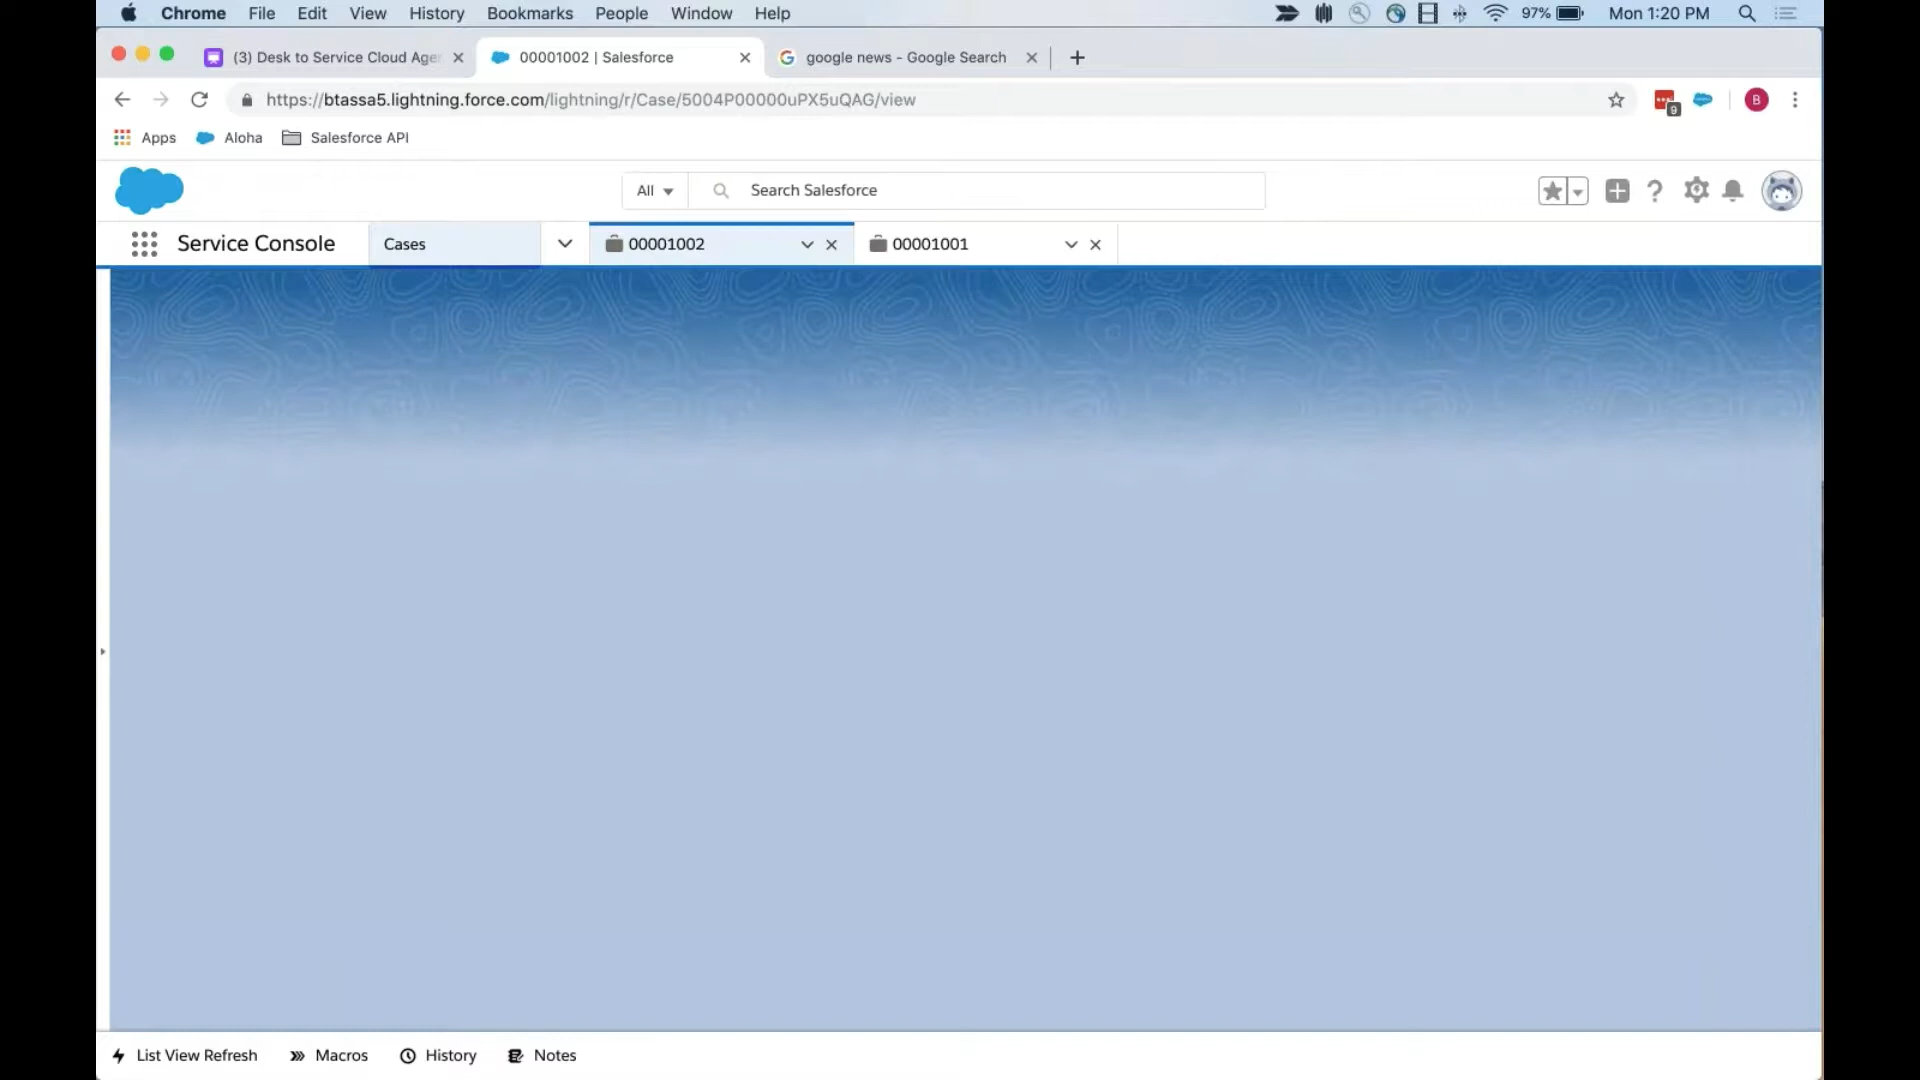 Chrome File Edit View History Bookmarks People Window Help 97% Mon 1:20 PM
(3) Desk to Service Cloud Age 00001002 | Salesforce google news - Google Search
https://btassa5.lightning.force.com/lightning/r/Case/5004P00000uPX5uQAG/view 9 B
Apps Aloha Salesforce API
All Search Salesforce
Service Console Cases 00001002 00001001
List View Refresh Macros History Notes